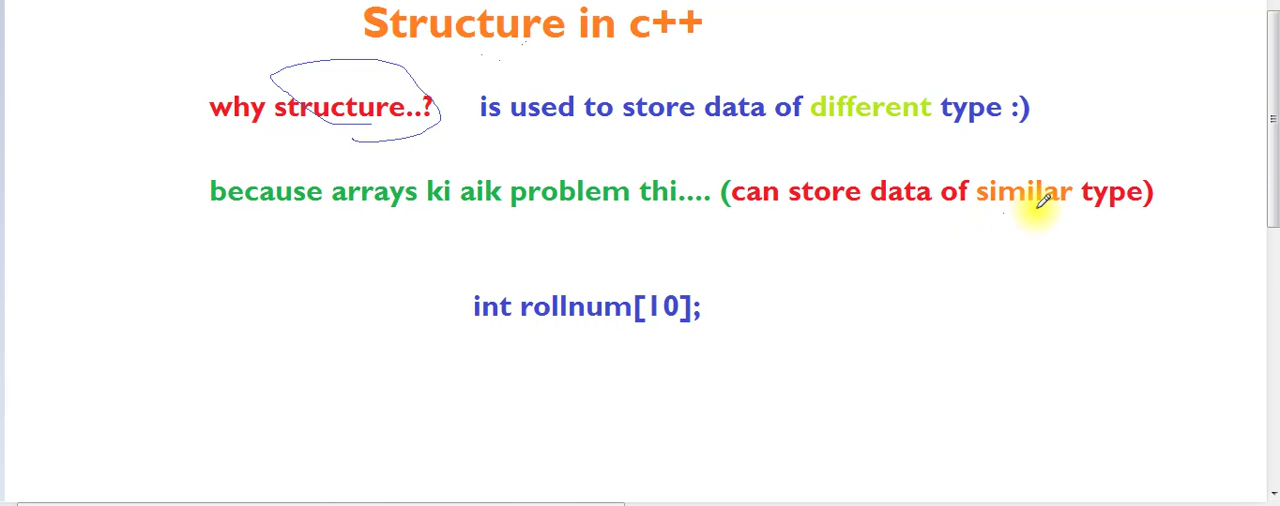 Structure in c++
why structure..? is used to store data of different type :)
because arrays ki aik problem thi.... (can store data of similar type)
int rollnum[10];